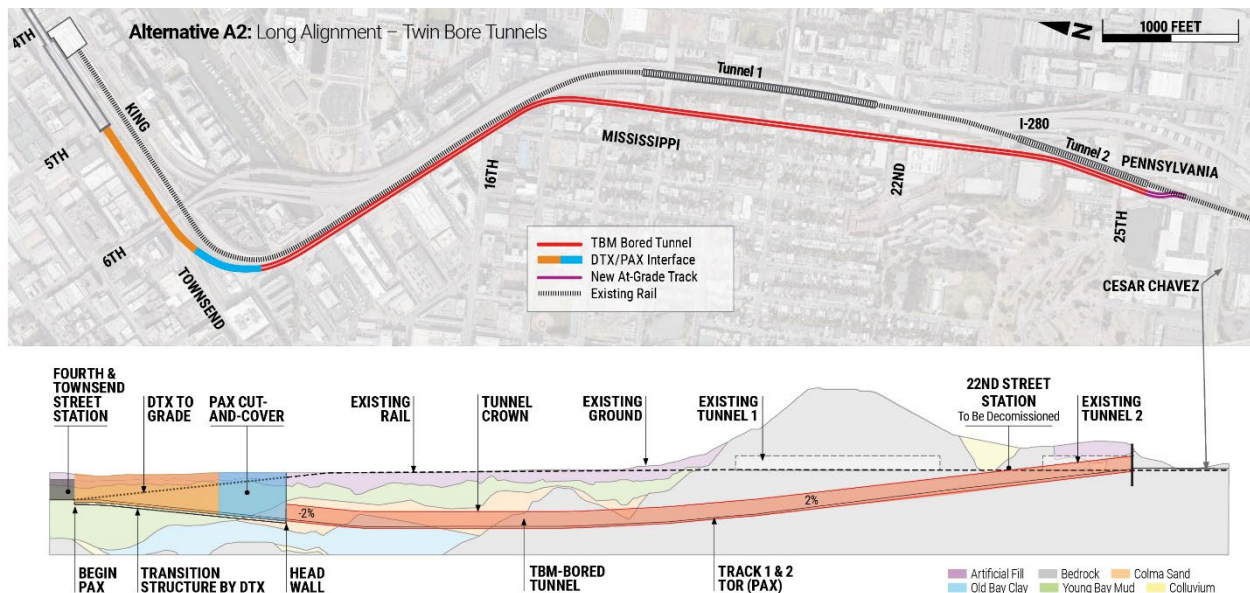 Alternative A2: Long Alignment – Twin Bore Tunnels
N
1000 FEET
4TH
KING
5TH
6TH
TOWNSEND
16TH
Tunnel 1
MISSISSIPPI
22ND
I-280
Tunnel 2
PENNSYLVANIA
25TH
CESAR CHAVEZ
TBM Bored Tunnel
DTX/PAX Interface
New At-Grade Track
Existing Rail
FOURTH &
TOWNSEND
STREET
STATION
DTX TO
GRADE
PAX CUT-
AND-COVER
EXISTING
RAIL
TUNNEL
CROWN
EXISTING
GROUND
EXISTING
TUNNEL 1
22ND STREET
STATION
To Be Decomissioned
EXISTING
TUNNEL 2
-2%
2%
BEGIN
PAX
TRANSITION
STRUCTURE BY DTX
HEAD
WALL
TBM-BORED
TUNNEL
TRACK 1 & 2
TOR (PAX)
Artificial Fill
Bedrock
Colma Sand
Old Bay Clay
Young Bay Mud
Colluvium